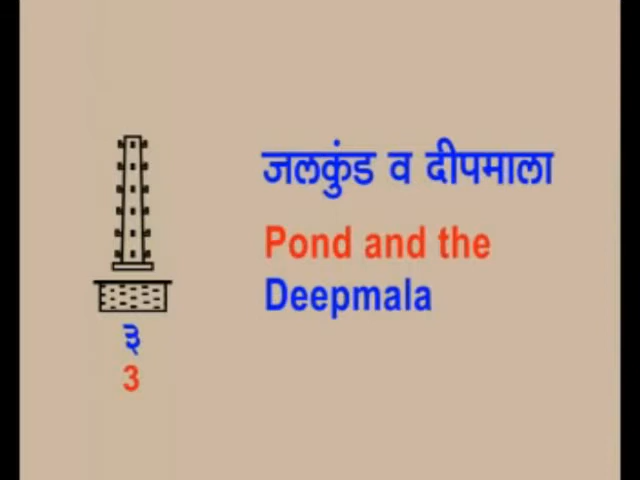 जलकुंड व दीपमाला
Pond and the
Deepmala
३
3